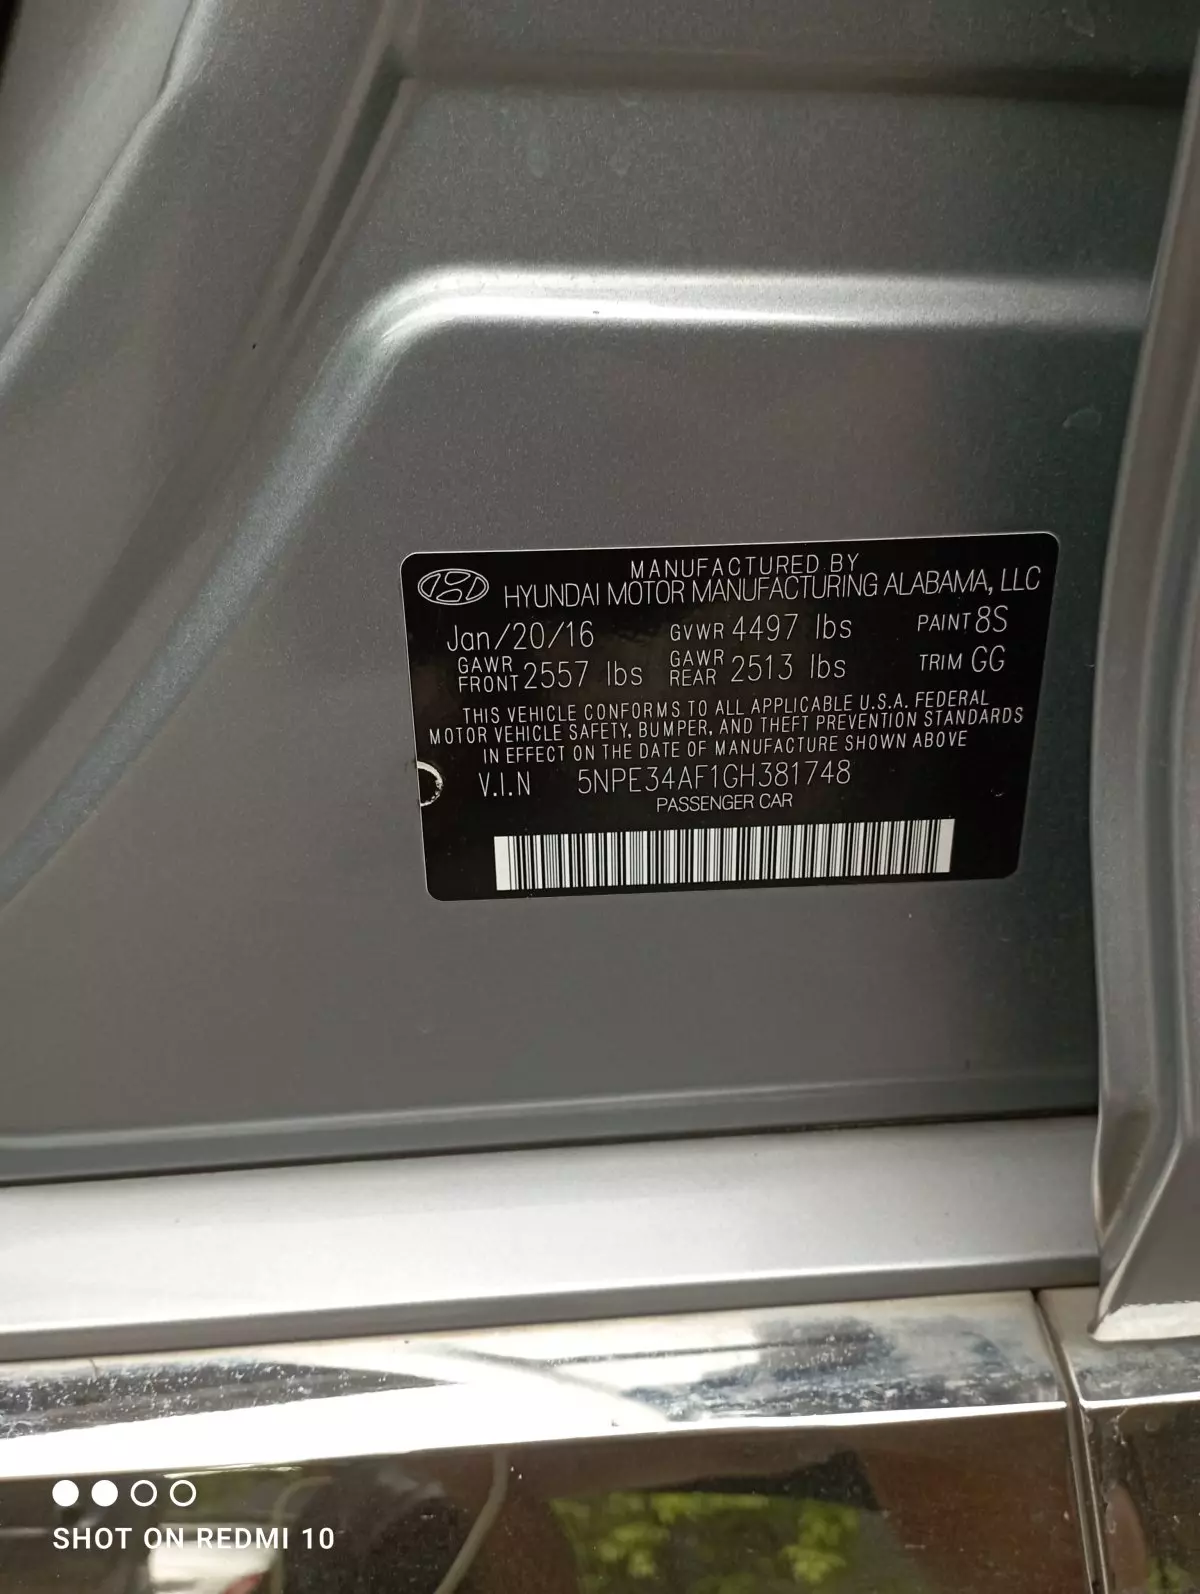 MANUFACTURED BY
HYUNDAI MOTOR MANUFACTURING ALABAMA, LLC
Jan/20/16 GVWR 4497 lbs PAINT 8S
GAWR FRONT 2557 lbs GAWR REAR 2513 lbs TRIM GG
THIS VEHICLE CONFORMS TO ALL APPLICABLE U.S.A. FEDERAL
MOTOR VEHICLE SAFETY, BUMPER, AND THEFT PREVENTION STANDARDS
IN EFFECT ON THE DATE OF MANUFACTURE SHOWN ABOVE
V.I.N 5NPE34AF1GH381748
PASSENGER CAR
SHOT ON REDMI 10